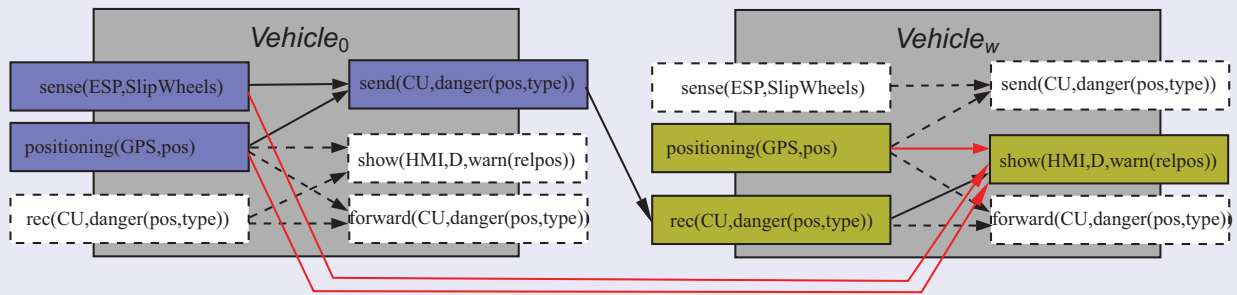 Vehicle0
sense(ESP,SlipWheels)
send(CU,danger(pos,type))
positioning(GPS,pos)
show(HMI,D,warn(relpos))
rec(CU,danger(pos,type))
forward(CU,danger(pos,type))
Vehiclew
sense(ESP,SlipWheels)
send(CU,danger(pos,type))
positioning(GPS,pos)
show(HMI,D,warn(relpos))
rec(CU,danger(pos,type))
forward(CU,danger(pos,type))